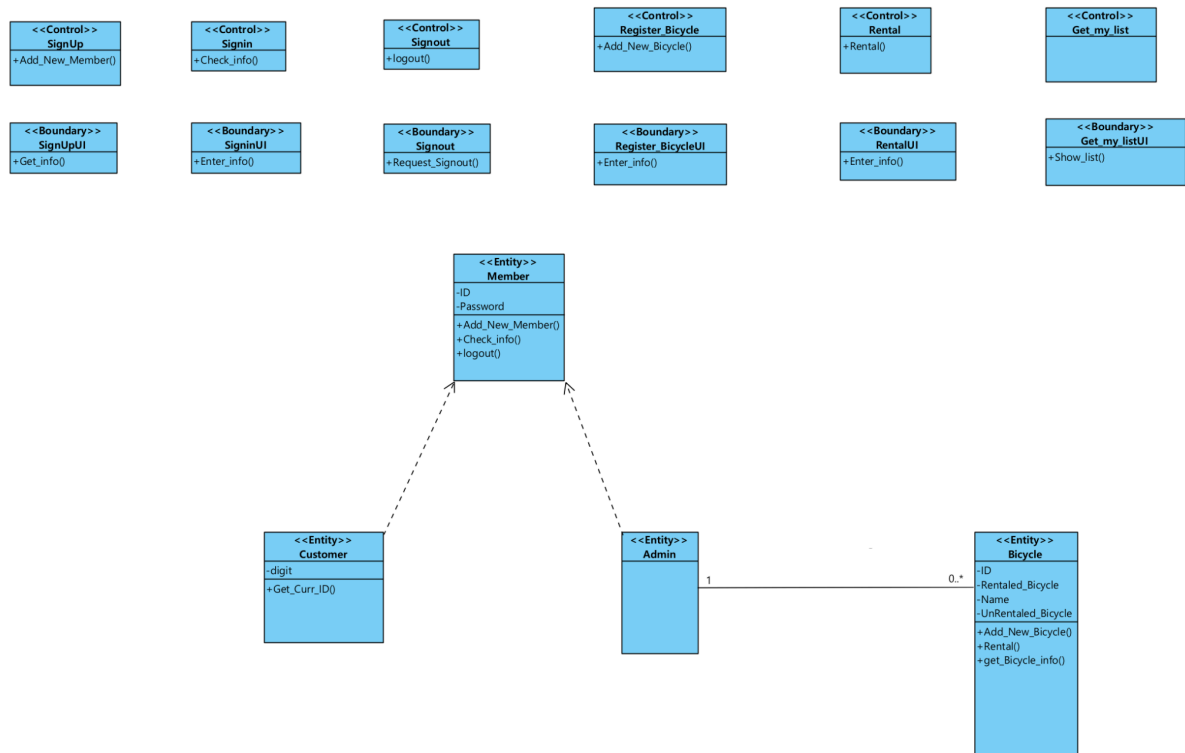 <<Control>>
SignUp
+Add_New_Member()
<<Control>>
Signin
+Check_info()
<<Control>>
Signout
+logout()
<<Control>>
Register_Bicycle
+Add_New_Bicycle()
<<Control>>
Rental
+Rental()
<<Control>>
Get_my_list
<<Boundary>>
SignUpUI
+Get_info()
<<Boundary>>
SigninUI
+Enter_info()
<<Boundary>>
Signout
+Request_Signout()
<<Boundary>>
Register_BicycleUI
+Enter_info()
<<Boundary>>
RentalUI
+Enter_info()
<<Boundary>>
Get_my_listUI
+Show_list()
<<Entity>>
Member
-ID
-Password
+Add_New_Member()
+Check_info()
+logout()
<<Entity>>
Customer
-digit
+Get_Curr_ID()
<<Entity>>
Admin
1
0..*
<<Entity>>
Bicycle
-ID
-Rentaled_Bicycle
-Name
-UnRentaled_Bicycle
+Add_New_Bicycle()
+Rental()
+get_Bicycle_info()